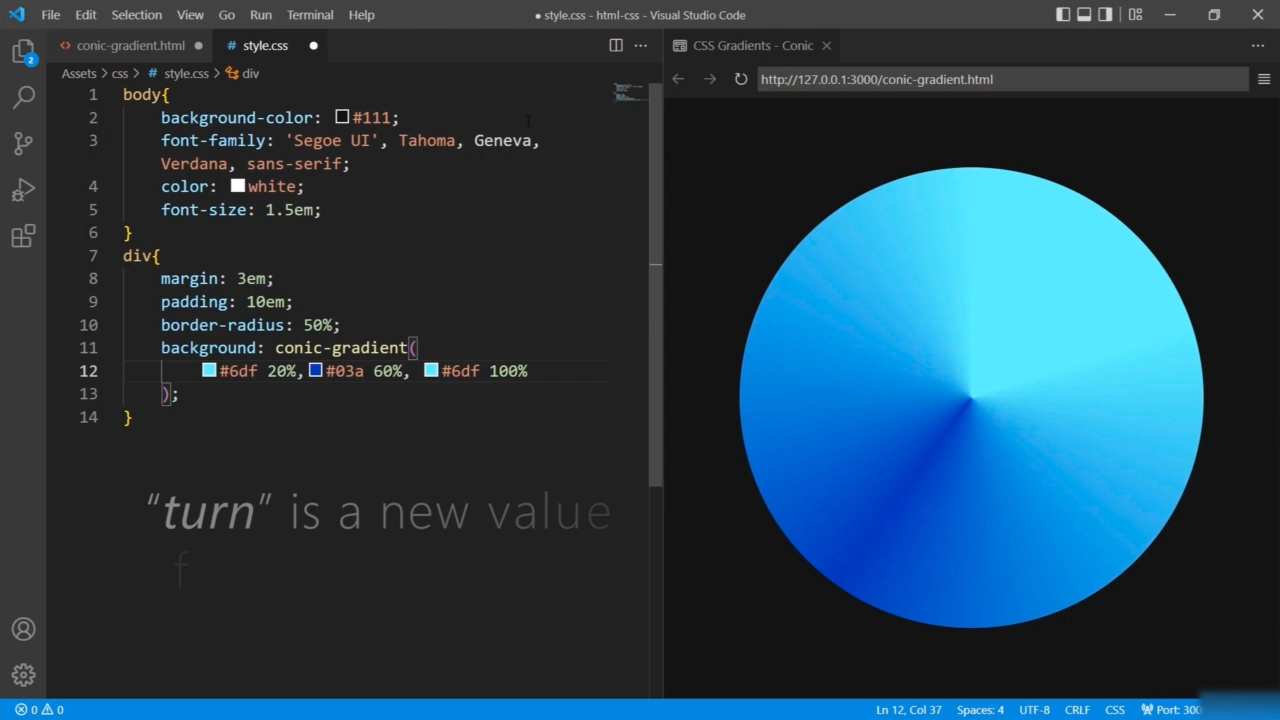 File Edit Selection View Go Run Terminal Help
● style.css - html-css - Visual Studio Code
conic-gradient.html
# style.css
CSS Gradients - Conic
Assets > css > # style.css > div
http://127.0.0.1:3000/conic-gradient.html
2
1 body{
2 background-color: #111;
3 font-family: 'Segoe UI', Tahoma, Geneva,
Verdana, sans-serif;
4 color: white;
5 font-size: 1.5em;
6 }
7 div{
8 margin: 3em;
9 padding: 10em;
10 border-radius: 50%;
11 background: conic-gradient(
12 #6df 20%, #03a 60%, #6df 100%
13 );
14 }
“turn” is a new value
f
0 0
Ln 12, Col 37 Spaces: 4 UTF-8 CRLF CSS Port: 300